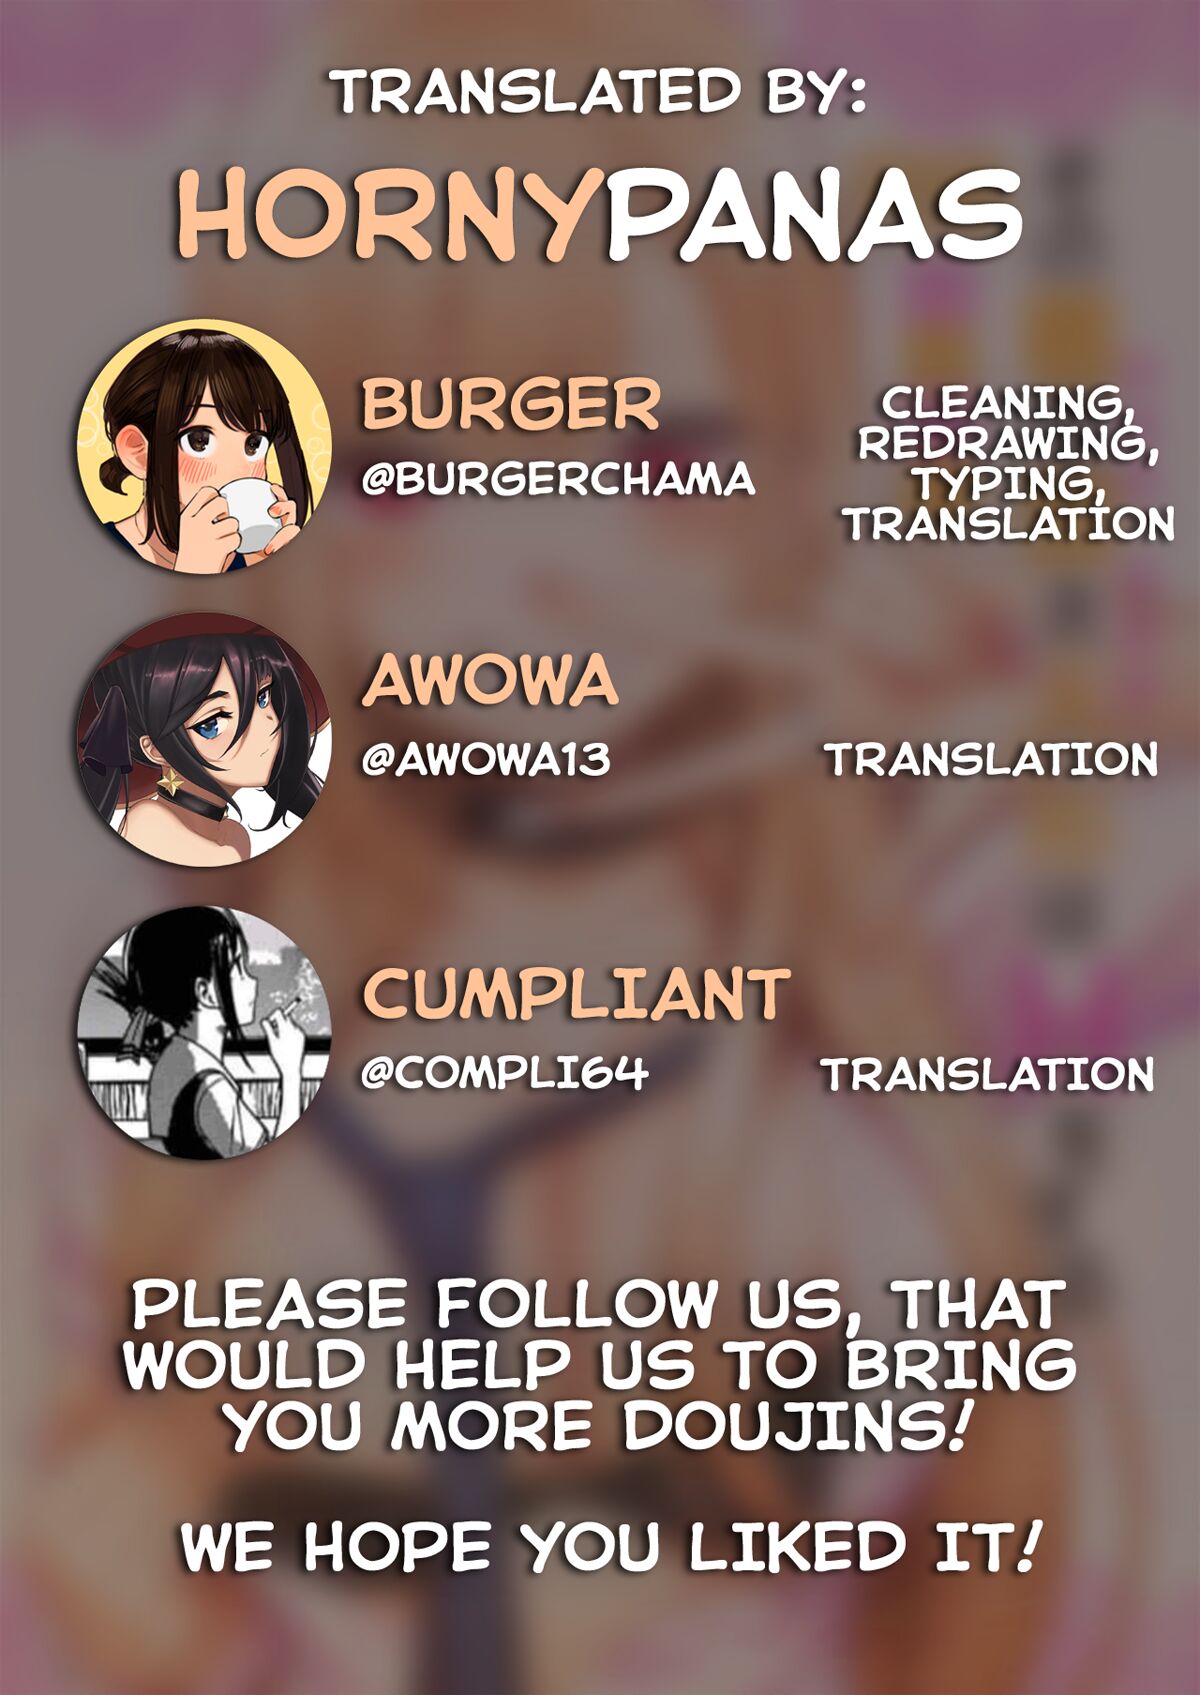 TRANSLATED BY:
HORNYPANAS
BURGER
@BURGERCHAMA
CLEANING,
REDRAWING,
TYPING,
TRANSLATION
AWOWA
@AWOWA13
TRANSLATION
CUMPLIANT
@COMPLI64
TRANSLATION
PLEASE FOLLOW US, THAT
WOULD HELP US TO BRING
YOU MORE DOUJINS!
WE HOPE YOU LIKED IT!